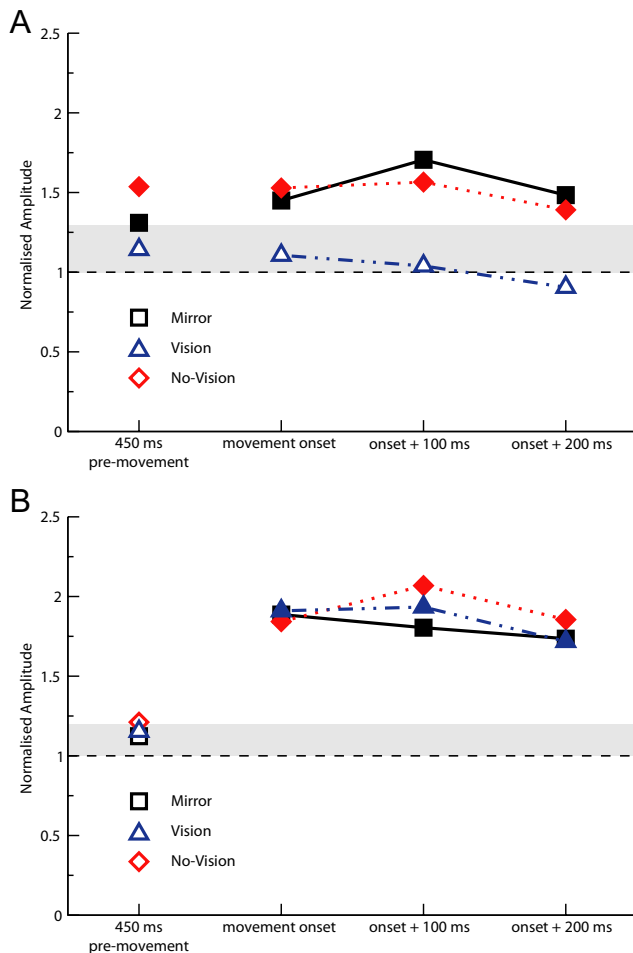 A
2.5
2
1.5
1
0.5
0
Normalised Amplitude
Mirror
Vision
No-Vision
450 ms
pre-movement
movement onset
onset + 100 ms
onset + 200 ms
B
2.5
2
1.5
1
0.5
0
Normalised Amplitude
Mirror
Vision
No-Vision
450 ms
pre-movement
movement onset
onset + 100 ms
onset + 200 ms